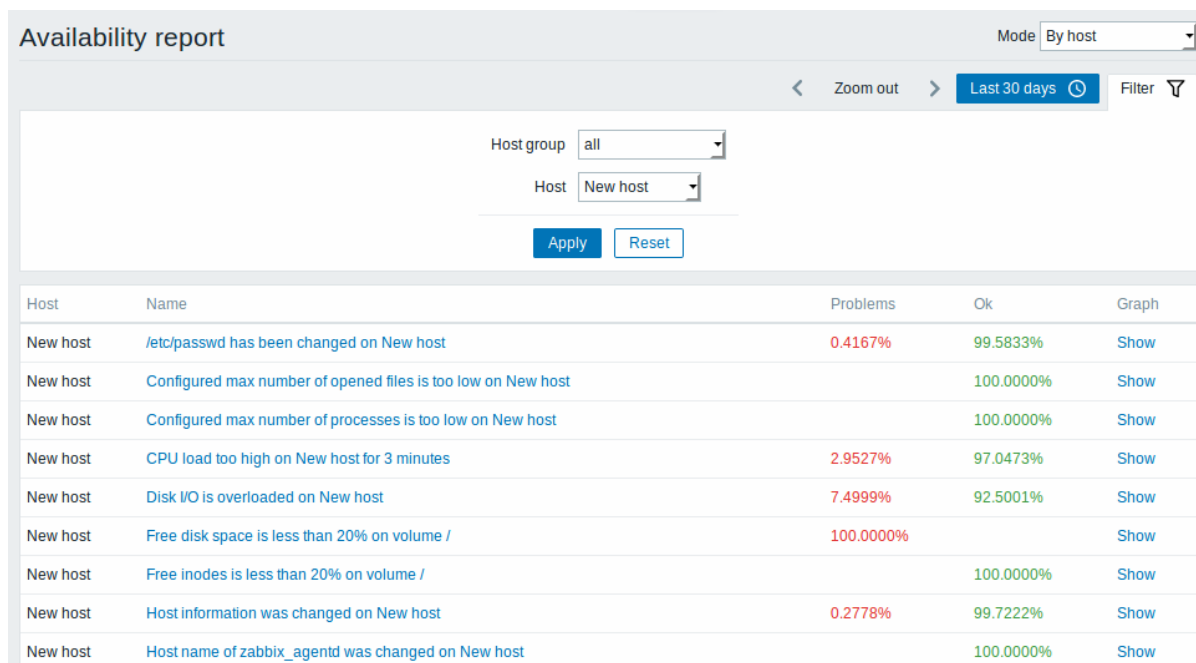 Availability report Mode By host
Zoom out Last 30 days Filter
Host group all
Host New host
Apply Reset
Host Name Problems Ok Graph
New host /etc/passwd has been changed on New host 0.4167% 99.5833% Show
New host Configured max number of opened files is too low on New host 100.0000% Show
New host Configured max number of processes is too low on New host 100.0000% Show
New host CPU load too high on New host for 3 minutes 2.9527% 97.0473% Show
New host Disk I/O is overloaded on New host 7.4999% 92.5001% Show
New host Free disk space is less than 20% on volume / 100.0000% Show
New host Free inodes is less than 20% on volume / 100.0000% Show
New host Host information was changed on New host 0.2778% 99.7222% Show
New host Host name of zabbix_agentd was changed on New host 100.0000% Show